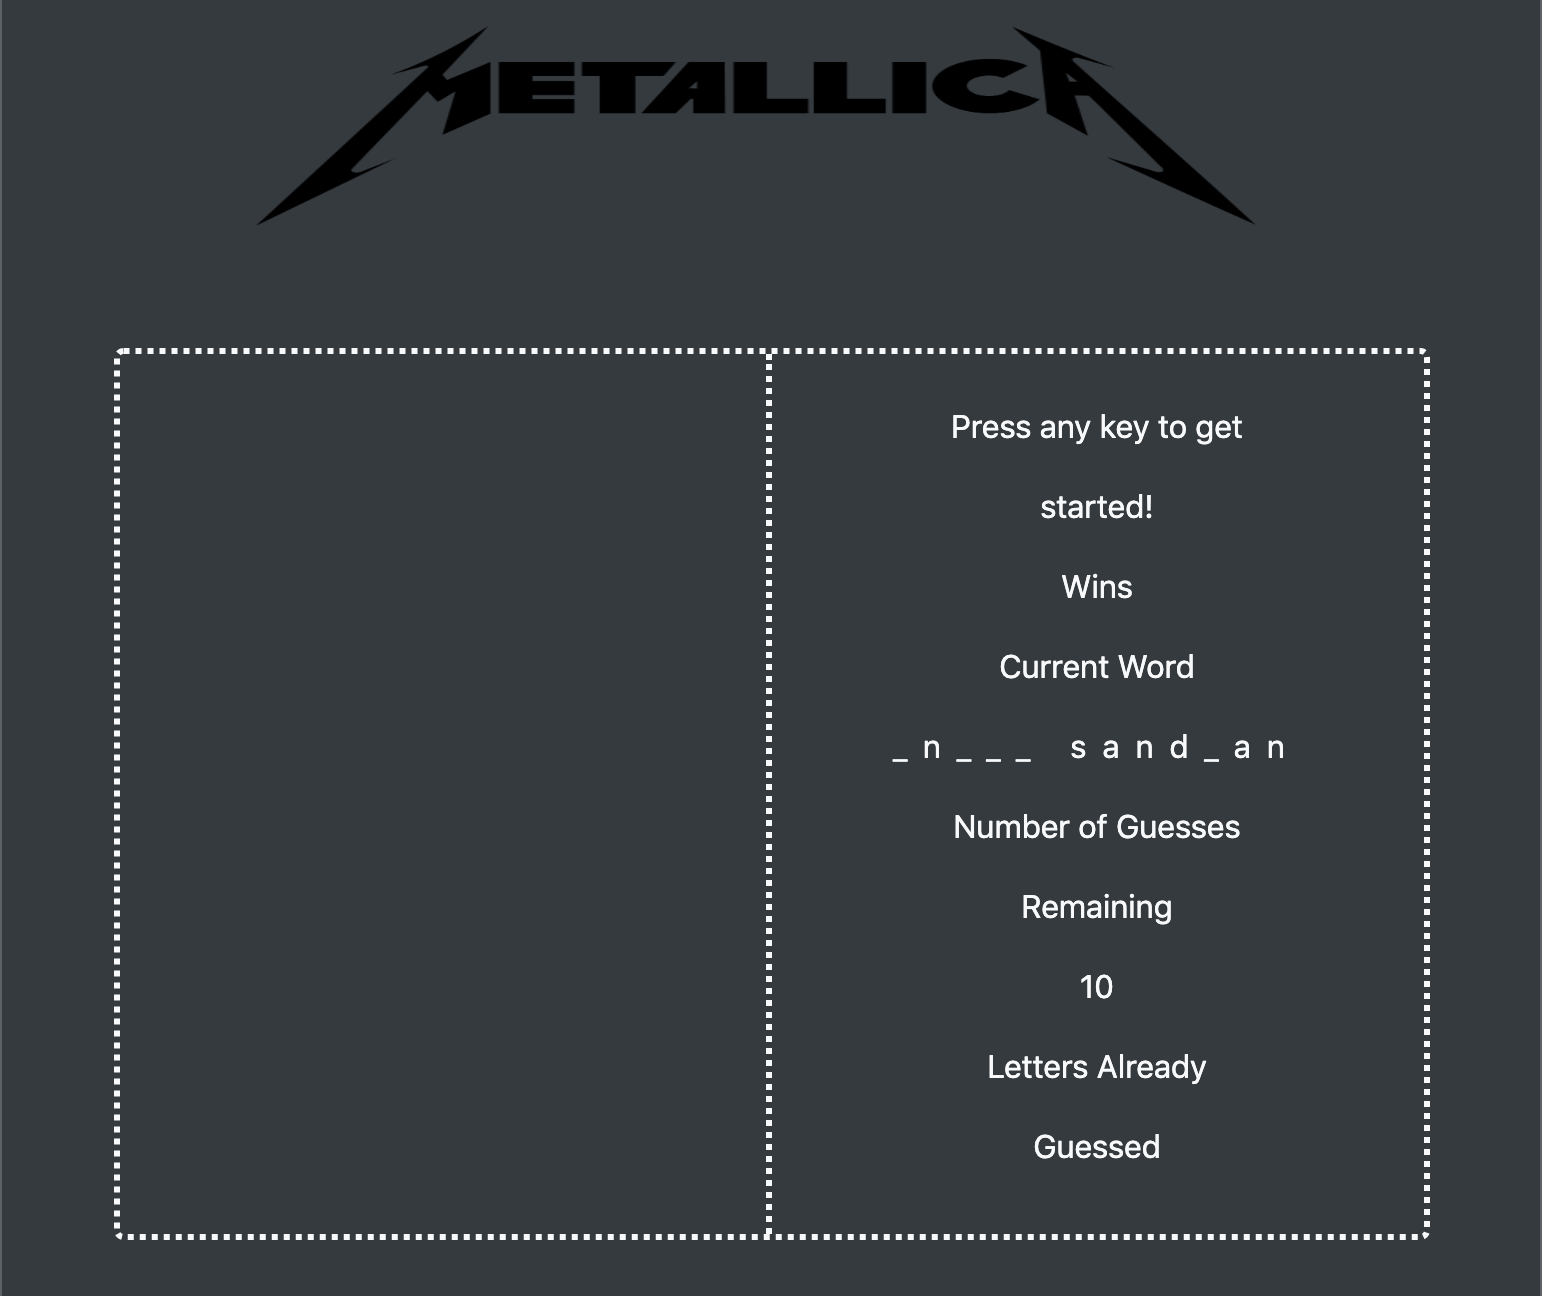 METALLICA
Press any key to get
started!
Wins
Current Word
_ n _ _ _ s a n d _ a n
Number of Guesses
Remaining
10
Letters Already
Guessed